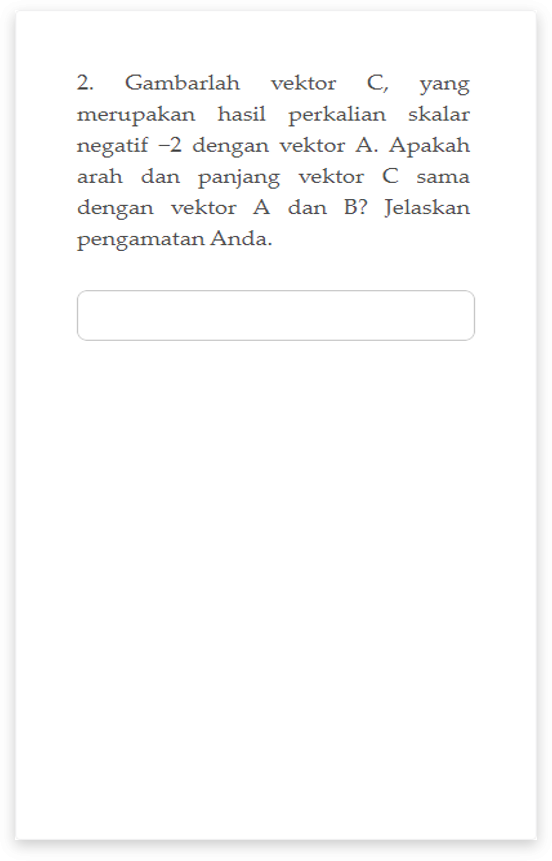 2. Gambarlah vektor C, yang
merupakan hasil perkalian skalar
negatif −2 dengan vektor A. Apakah
arah dan panjang vektor C sama
dengan vektor A dan B? Jelaskan
pengamatan Anda.